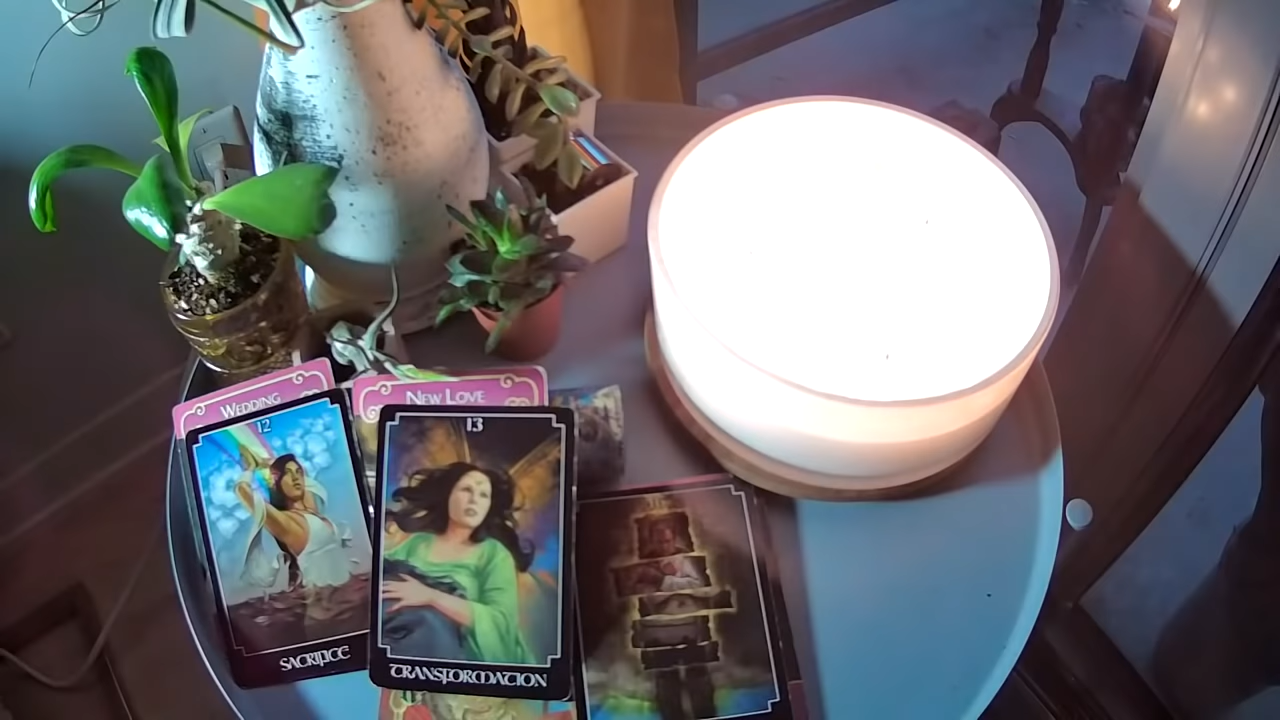 WEDDING
NEW LOVE
12
13
SACRIFICE
TRANSFORMATION